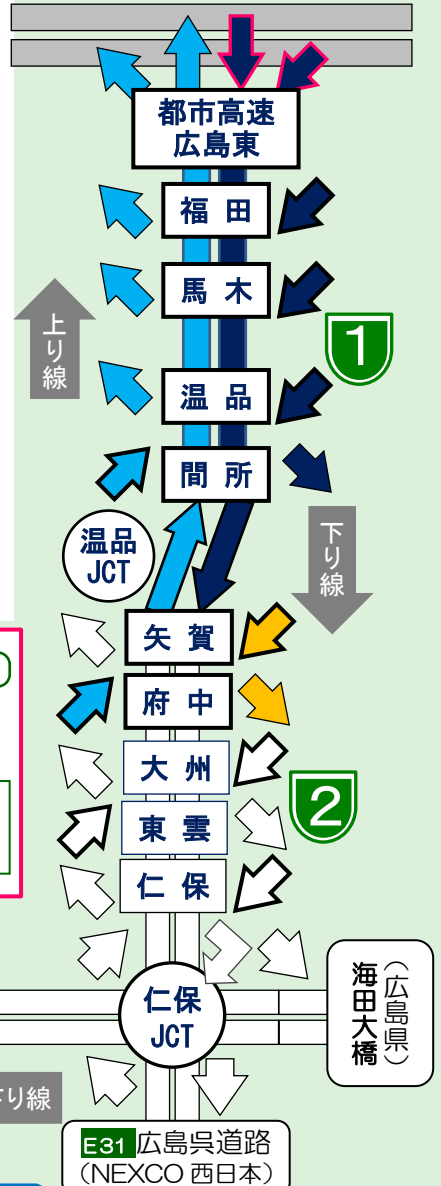 都市高速
広島東
福田
馬木
上り線
1
温品
間所
温品
JCT
下り線
矢賀
府中
大州
2
東雲
仁保
仁保
JCT
（広島県）
海田大橋
り線
E31 広島呉道路
（NEXCO 西日本）